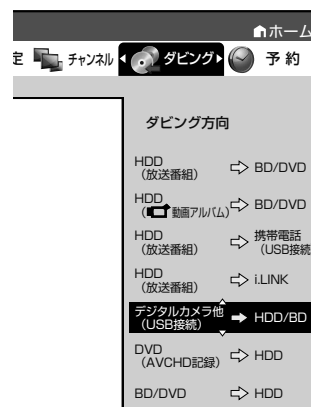 ホーム
定 チャンネル ダビング 予約
ダビング方向
HDD
（放送番組） BD/DVD
HDD
（ 動画アルバム） BD/DVD
HDD 携帯電話
（放送番組） （USB接続
HDD
（放送番組） i.LINK
デジタルカメラ他
（USB接続） HDD/BD
DVD
（AVCHD記録） HDD
BD/DVD HDD